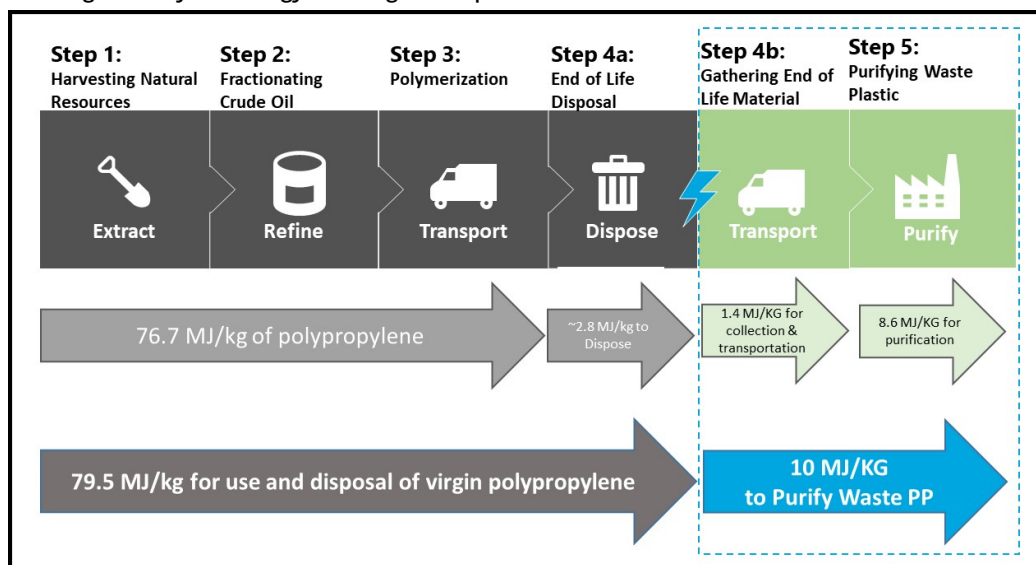 Step 1:
Harvesting Natural
Resources
Step 2:
Fractionating
Crude Oil
Step 3:
Polymerization
Step 4a:
End of Life
Disposal
Step 4b:
Gathering End of
Life Material
Step 5:
Purifying Waste
Plastic
Extract
Refine
Transport
Dispose
Transport
Purify
76.7 MJ/kg of polypropylene
~2.8 MJ/kg to
Dispose
1.4 MJ/KG for
collection &
transportation
8.6 MJ/KG for
purification
79.5 MJ/kg for use and disposal of virgin polypropylene
10 MJ/KG
to Purify Waste PP